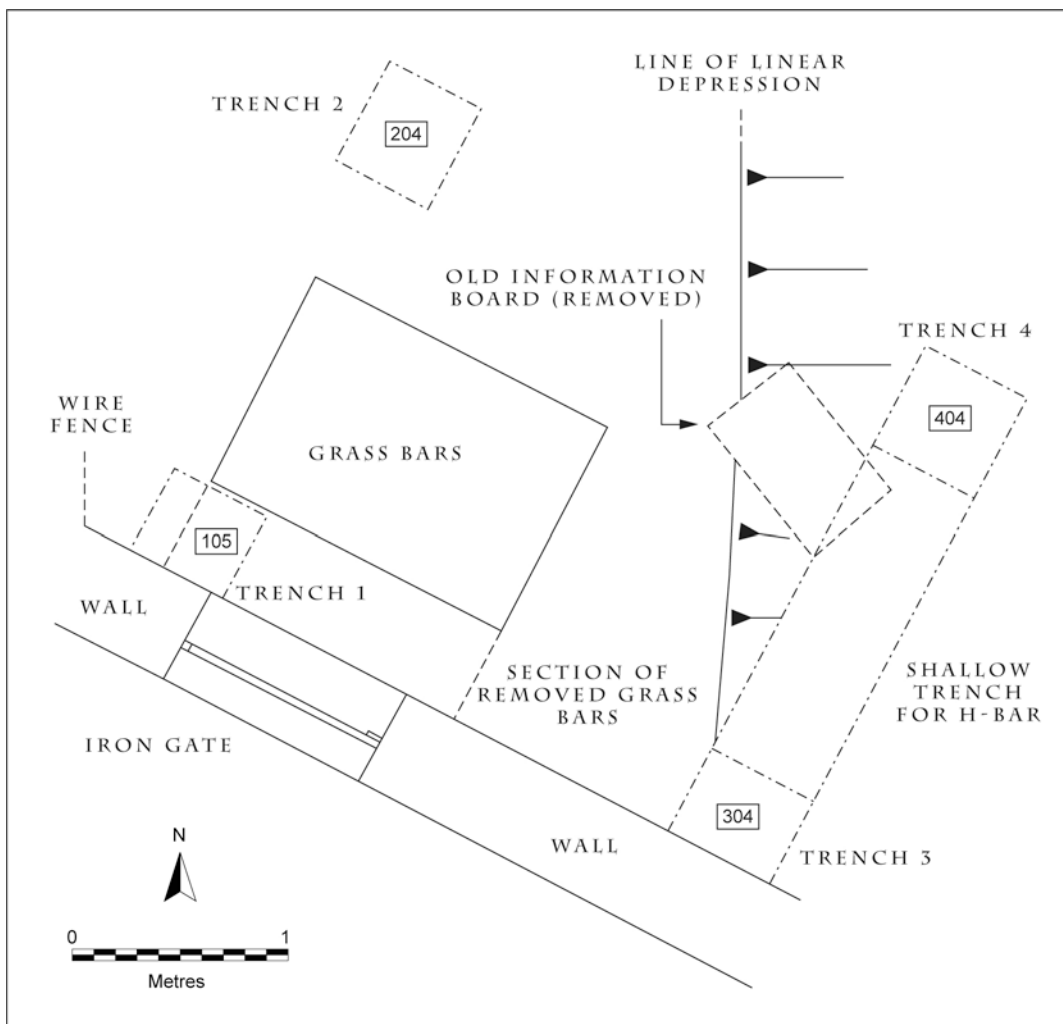 LINE OF LINEAR
DEPRESSION
TRENCH 2
204
OLD INFORMATION
BOARD (REMOVED)
TRENCH 4
404
WIRE
FENCE
GRASS BARS
105
TRENCH 1
WALL
SECTION OF
REMOVED GRASS
BARS
SHALLOW
TRENCH
FOR H-BAR
IRON GATE
304
WALL
TRENCH 3
N
0 1
Metres